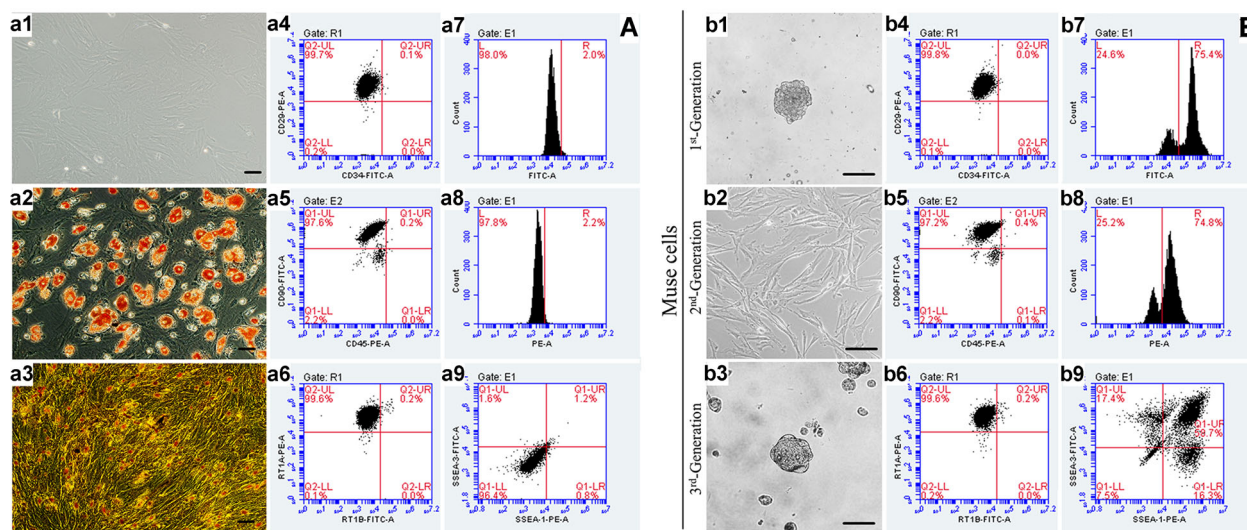 a1
a4
Gate: R1
Q2-UL
99.7%
Q2-UR
0.1%
Q2-LL
0.2%
Q2-LR
0.0%
CD29-PE-A
CD34-FITC-A
a7
Gate: E1
L
98.0%
R
2.0%
Count
FITC-A
A
a2
a5
Gate: E2
Q1-UL
97.6%
Q1-UR
0.2%
Q1-LL
2.2%
Q1-LR
0.0%
CD90-FITC-A
CD45-PE-A
a8
Gate: E1
L
97.8%
R
2.2%
Count
PE-A
a3
a6
Gate: R1
Q2-UL
99.6%
Q2-UR
0.2%
Q2-LL
0.1%
Q2-LR
0.0%
RT1A-PE-A
RT1B-FITC-A
a9
Gate: E1
Q1-UL
1.6%
Q1-UR
1.2%
Q1-LL
96.4%
Q1-LR
0.8%
SSEA-3-FITC-A
SSEA-1-PE-A
Muse cells
1st-Generation
b1
b4
Gate: R1
Q2-UL
99.8%
Q2-UR
0.0%
Q2-LL
0.1%
Q2-LR
0.0%
CD29-PE-A
CD34-FITC-A
b7
Gate: E1
L
24.6%
R
75.4%
Count
FITC-A
2nd-Generation
b2
b5
Gate: E2
Q1-UL
97.2%
Q1-UR
0.4%
Q1-LL
2.2%
Q1-LR
0.1%
CD90-FITC-A
CD45-PE-A
b8
Gate: E1
L
25.2%
R
74.8%
Count
PE-A
3rd-Generation
b3
b6
Gate: R1
Q2-UL
99.6%
Q2-UR
0.2%
Q2-LL
0.2%
Q2-LR
0.0%
RT1A-PE-A
RT1B-FITC-A
b9
Gate: E1
Q1-UL
17.4%
Q1-UR
59.7%
Q1-LL
7.5%
Q1-LR
16.3%
SSEA-3-FITC-A
SSEA-1-PE-A